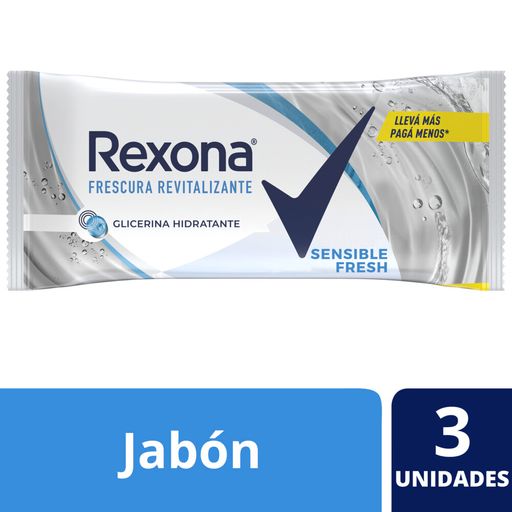 LLEVÁ MÁS
PAGÁ MENOS*
Rexona®
FRESCURA REVITALIZANTE
GLICERINA HIDRATANTE
SENSIBLE
FRESH
Jabón
3
UNIDADES